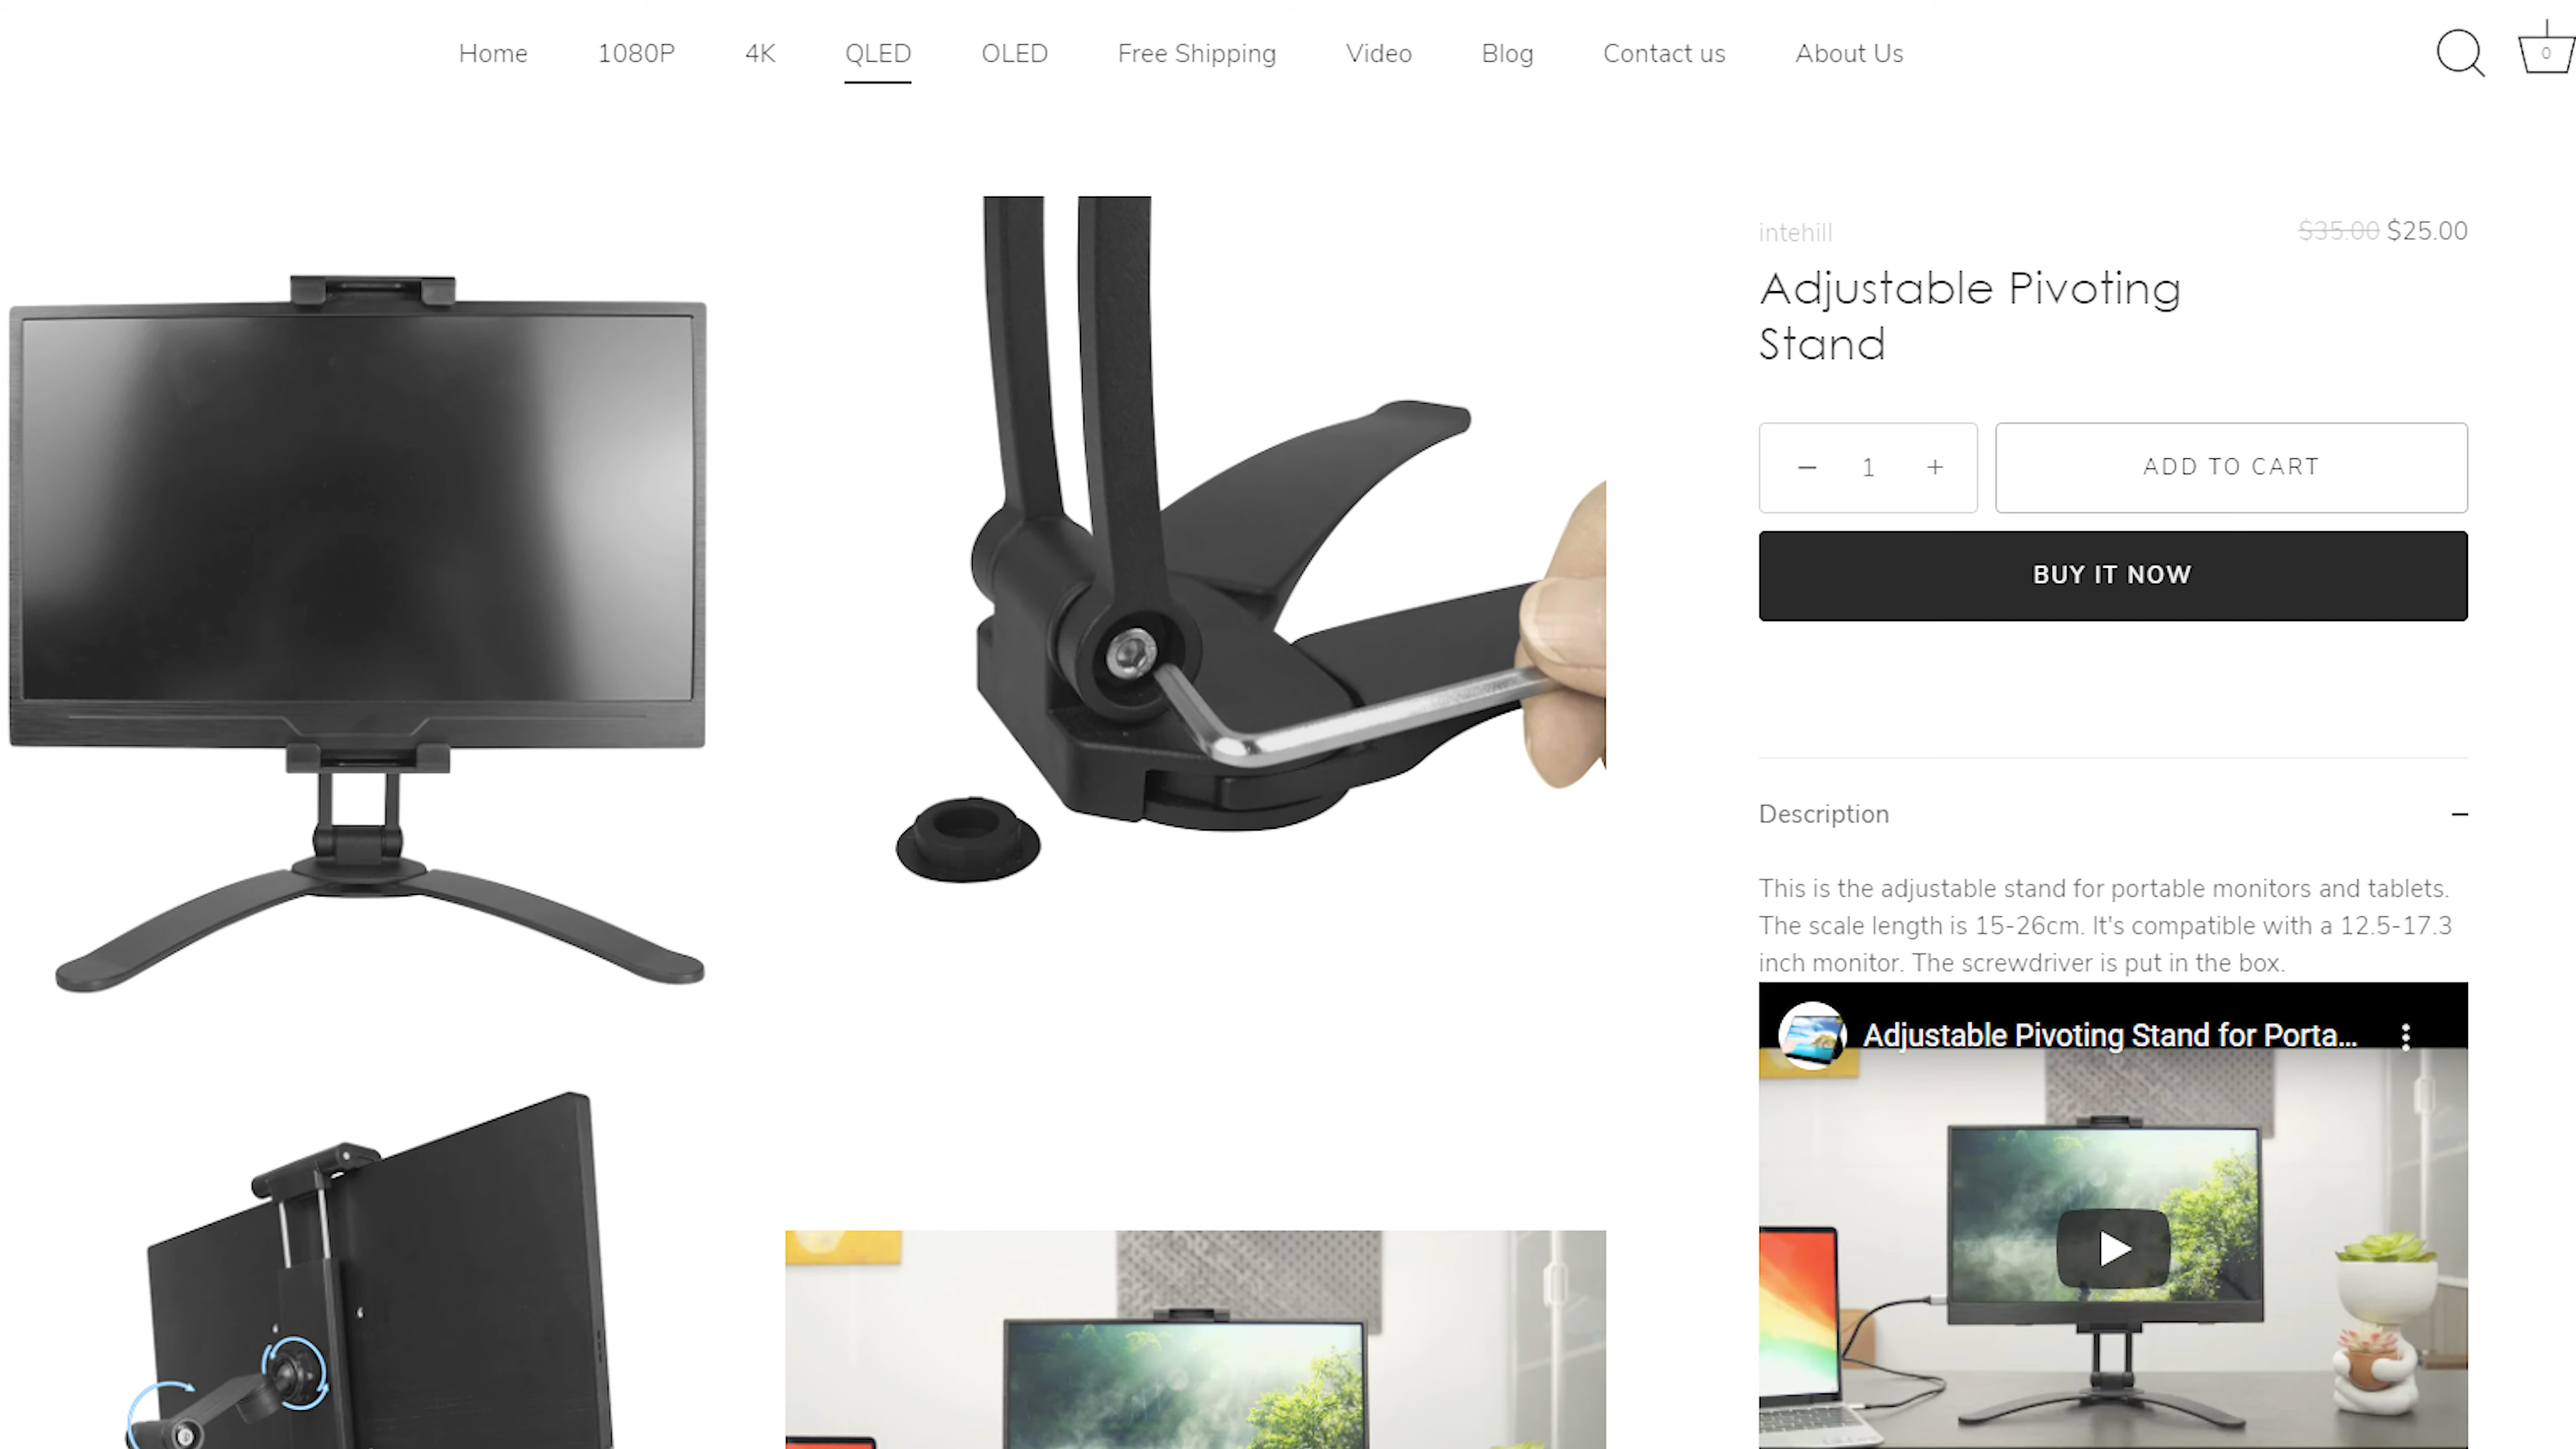 Home 1080P 4K QLED OLED Free Shipping Video Blog Contact us About Us
0
intehill
$35.00 $25.00
Adjustable Pivoting
Stand
− 1 +
ADD TO CART
BUY IT NOW
Description
This is the adjustable stand for portable monitors and tablets.
The scale length is 15-26cm. It's compatible with a 12.5-17.3
inch monitor. The screwdriver is put in the box.
Adjustable Pivoting Stand for Porta...